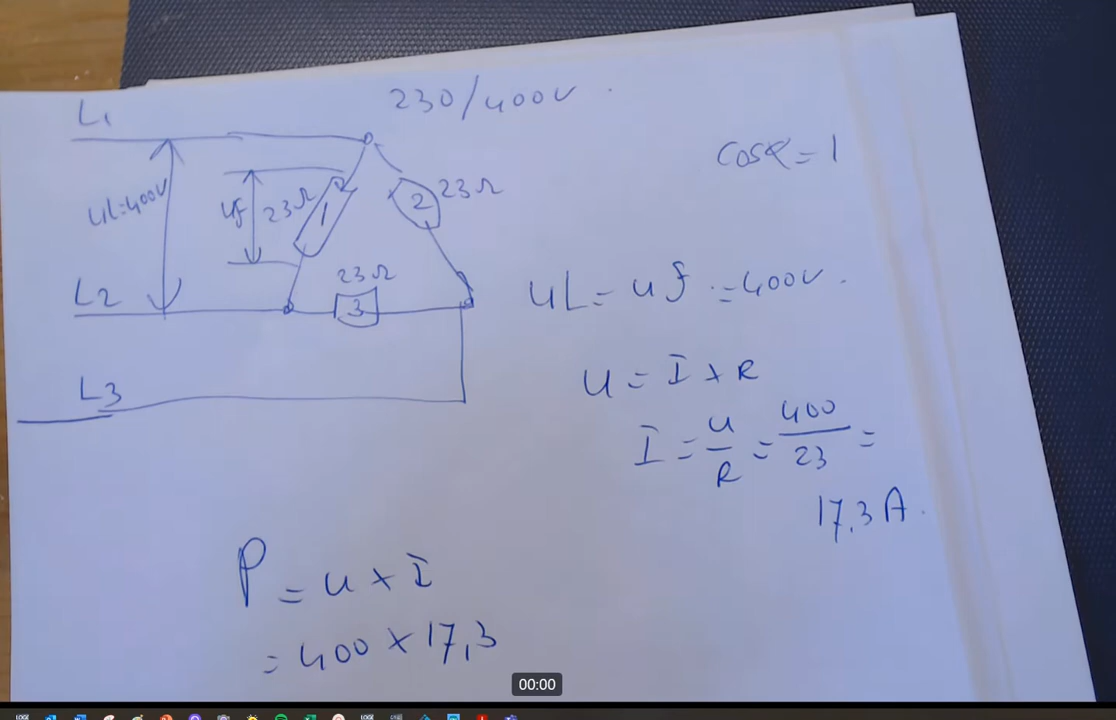 230/400V.
L1
cosφ=1
UL=400V
Uf
23Ω
1
2
23Ω
L2
23Ω
3
UL=Uf.=400V.
L3
U=I×R
I=U/R=400/23=
17,3A.
P=U×I
=400×17,3
00:00